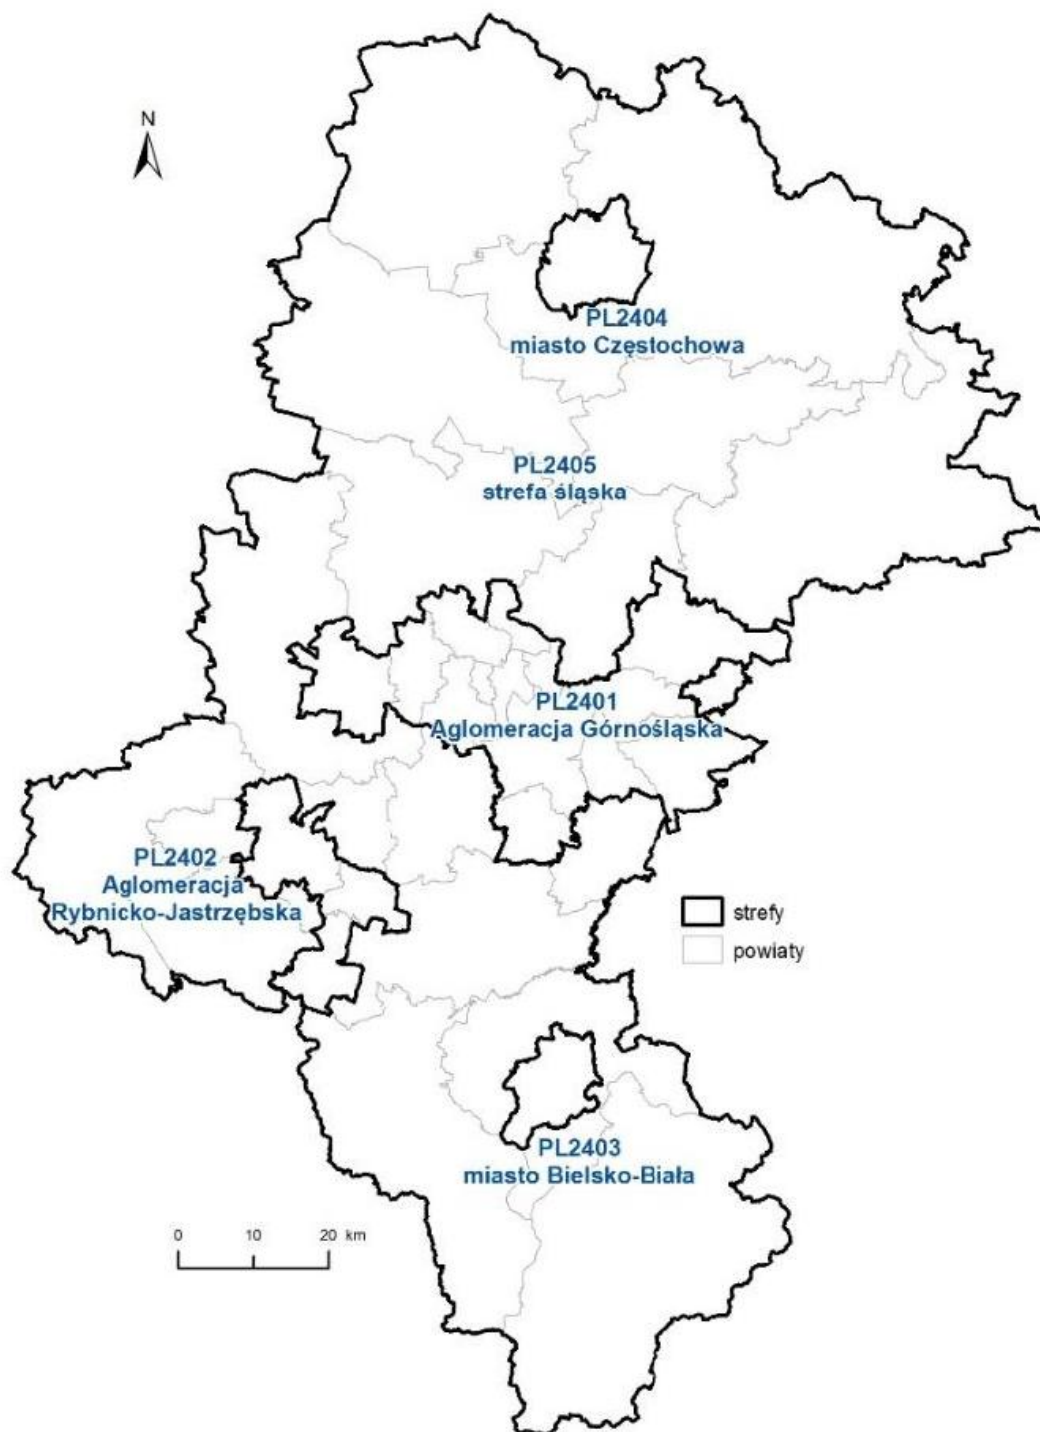 N
PL2404
miasto Częstochowa
PL2405
strefa śląska
PL2401
Aglomeracja Górnośląska
PL2402
Aglomeracja
Rybnicko-Jastrzębska
strefy
powiaty
PL2403
miasto Bielsko-Biała
0 10 20 km